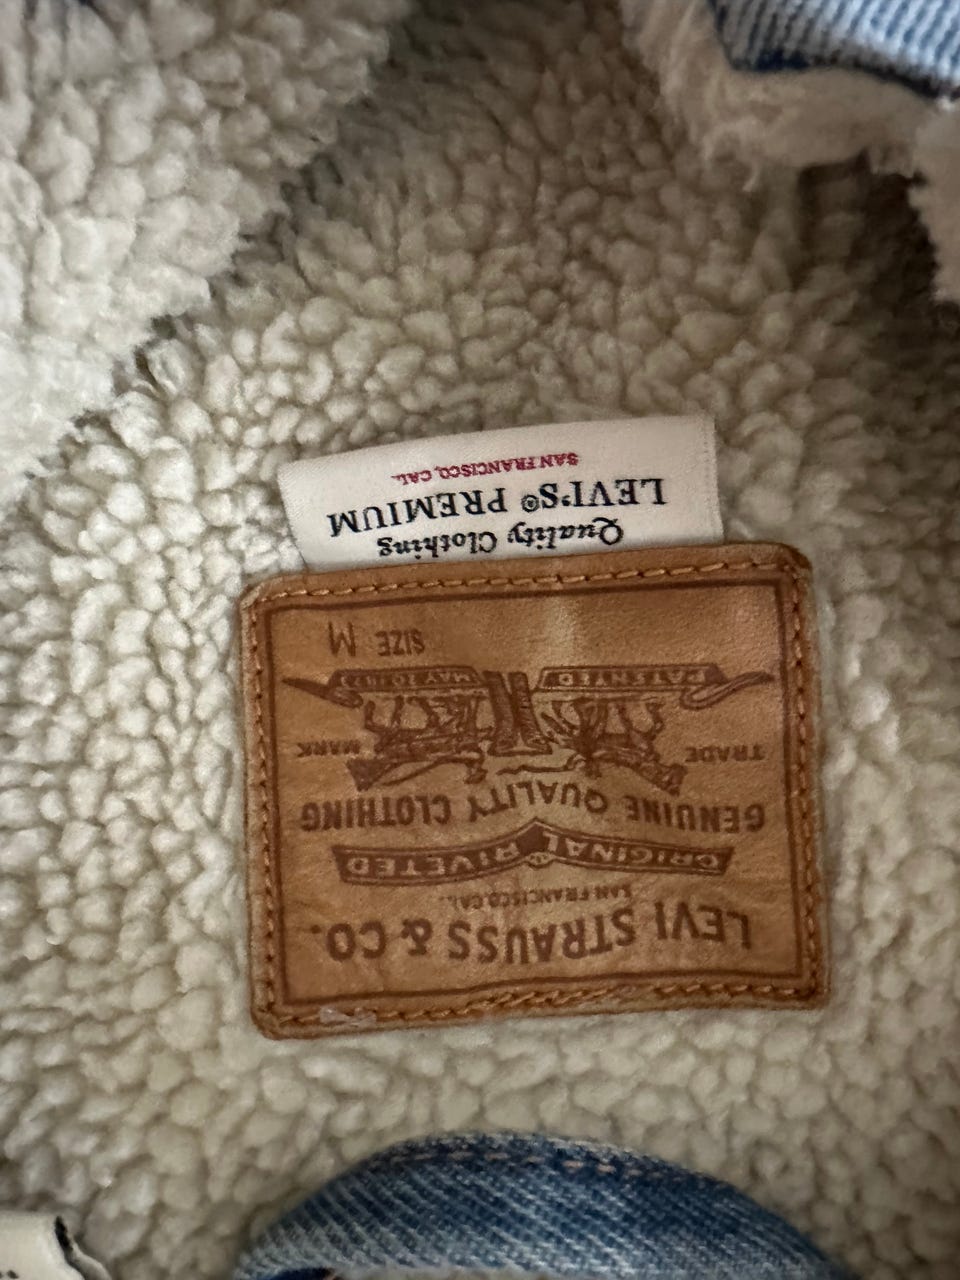 LEVI STRAUSS & CO.
SAN FRANCISCO, CAL.
ORIGINAL RIVETED
GENUINE QUALITY CLOTHING
TRADE MARK
PATENTED MAY 20 1873
SIZE M
Quality Clothing
LEVI'S® PREMIUM
SAN FRANCISCO, CAL.